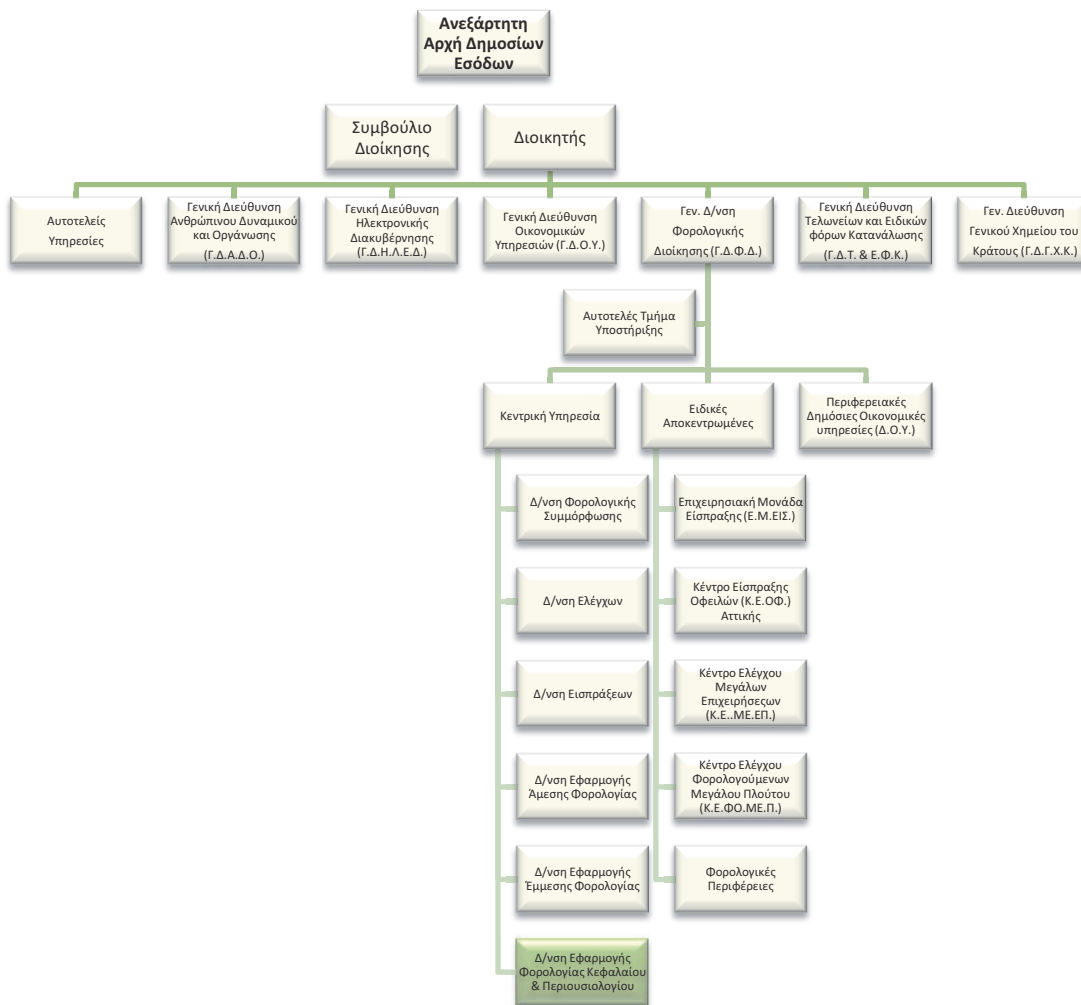 Ανεξάρτητη
Αρχή Δημοσίων
Εσόδων
Συμβούλιο
Διοίκησης
Διοικητής
Αυτοτελείς
Υπηρεσίες
Γενική Διεύθυνση
Ανθρώπινου Δυναμικού
και Οργάνωσης
(Γ.Δ.Α.Δ.Ο.)
Γενική Διεύθυνση
Ηλεκτρονικής
Διακυβέρνησης
(Γ.Δ.Η.Λ.Ε.Δ.)
Γενική Διεύθυνση
Οικονομικών
Υπηρεσιών (Γ.Δ.Ο.Υ.)
Γεν. Δ/νση
Φορολογικής
Διοίκησης (Γ.Δ.Φ.Δ.)
Γενική Διεύθυνση
Τελωνείων και Ειδικών
φόρων Κατανάλωσης
(Γ.Δ.Τ. & Ε.Φ.Κ.)
Γεν. Διεύθυνση
Γενικού Χημείου του
Κράτους (Γ.Δ.Γ.Χ.Κ.)
Αυτοτελές Τμήμα
Υποστήριξης
Κεντρική Υπηρεσία
Ειδικές
Αποκεντρωμένες
Περιφερειακές
Δημόσιες Οικονομικές
υπηρεσίες (Δ.Ο.Υ.)
Δ/νση Φορολογικής
Συμμόρφωσης
Επιχειρησιακή Μονάδα
Είσπραξης (Ε.Μ.ΕΙΣ.)
Δ/νση Ελέγχων
Κέντρο Είσπραξης
Οφειλών (Κ.Ε.ΟΦ.)
Αττικής
Δ/νση Εισπράξεων
Κέντρο Ελέγχου
Μεγάλων
Επιχειρήσεςων
(Κ.Ε..ΜΕ.ΕΠ.)
Δ/νση Εφαρμογής
Άμεσης Φορολογίας
Κέντρο Ελέγχου
Φορολογούμενων
Μεγάλου Πλούτου
(Κ.Ε.ΦΟ.ΜΕ.Π.)
Δ/νση Εφαρμογής
Έμμεσης Φορολογίας
Φορολογικές
Περιφέρειες
Δ/νση Εφαρμογής
Φορολογίας Κεφαλαίου
& Περιουσιολογίου